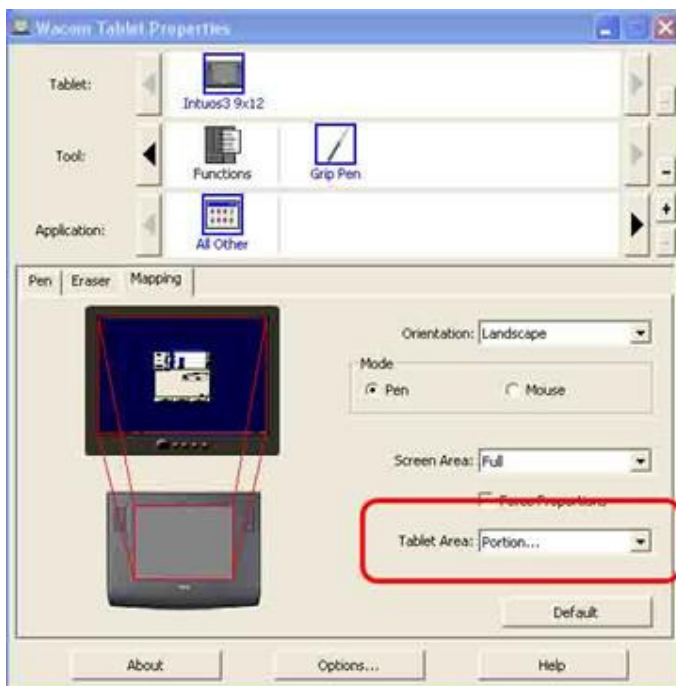 Wacom Tablet Properties
Tablet:
Intuos3 9x12
Tool:
Functions
Grip Pen
Application:
All Other
Pen
Eraser
Mapping
Orientation: Landscape
Mode
Pen
Mouse
Screen Area: Full
Force Proportions
Tablet Area: Portion...
Default
About
Options...
Help